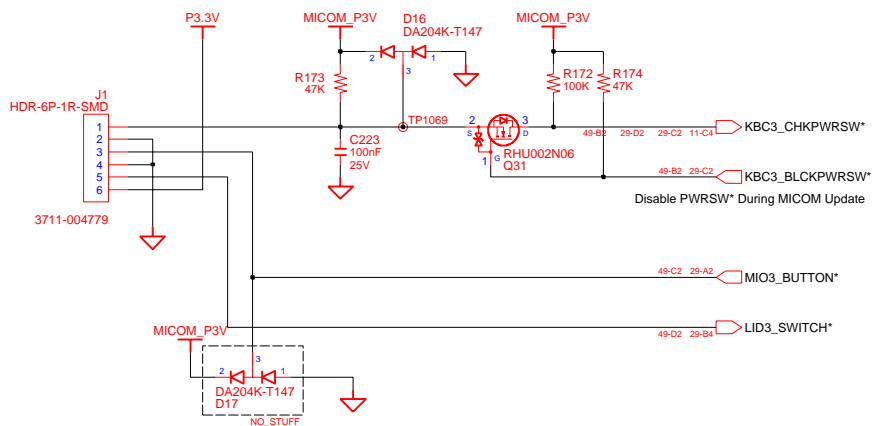 P3.3V
MICOM_P3V
D16
DA204K-T147
MICOM_P3V
2
1
3
R173
47K
R172
100K
R174
47K
J1
HDR-6P-1R-SMD
1
2
3
4
5
6
3711-004779
TP1069
C223
100nF
25V
2
S
3
D
1
G
RHU002N06
Q31
49-B2
29-D2
29-C2
11-C4
KBC3_CHKPWRSW*
49-B2
29-C2
KBC3_BLCKPWRSW*
Disable PWRSW* During MICOM Update
49-C2
29-A2
MIO3_BUTTON*
49-D2
29-B4
LID3_SWITCH*
MICOM_P3V
3
2
1
DA204K-T147
D17
NO_STUFF